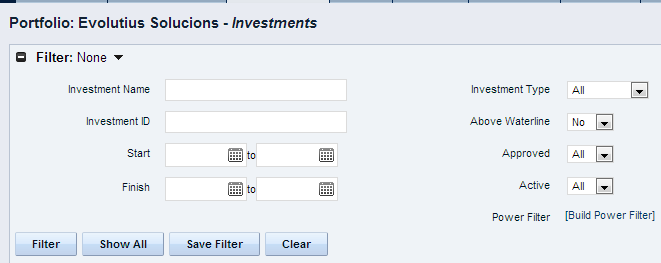 Portfolio: Evolutius Solucions - Investments
Filter: None
Investment Name
Investment Type All
Investment ID
Above Waterline No
Start to
Approved All
Finish to
Active All
Power Filter [Build Power Filter]
Filter Show All Save Filter Clear